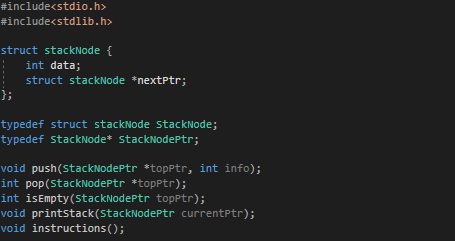 #include<stdio.h>
#include<stdlib.h>
struct stackNode {
int data;
struct stackNode *nextPtr;
};
typedef struct stackNode StackNode;
typedef StackNode* StackNodePtr;
void push(StackNodePtr *topPtr, int info);
int pop(StackNodePtr *topPtr);
int isEmpty(StackNodePtr topPtr);
void printStack(StackNodePtr currentPtr);
void instructions();